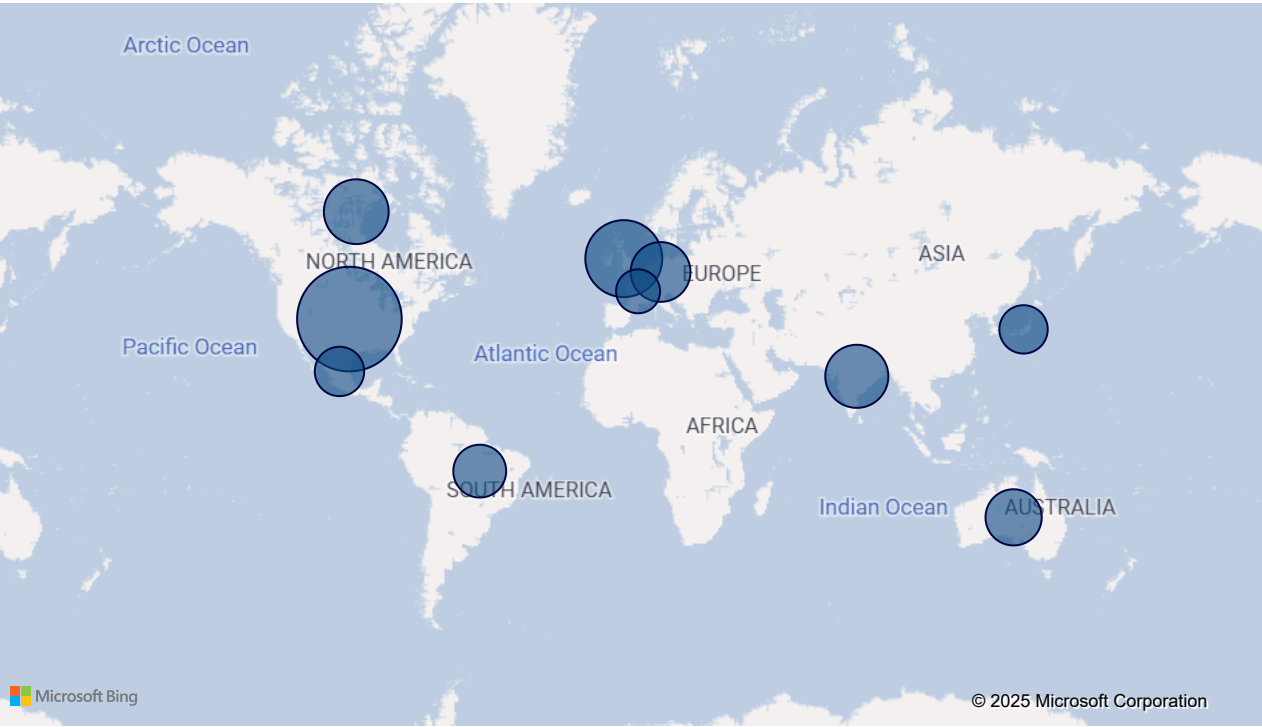 Arctic Ocean
NORTH AMERICA
ASIA
EUROPE
Pacific Ocean
Atlantic Ocean
AFRICA
SOUTH AMERICA
Indian Ocean
AUSTRALIA
Microsoft Bing
© 2025 Microsoft Corporation